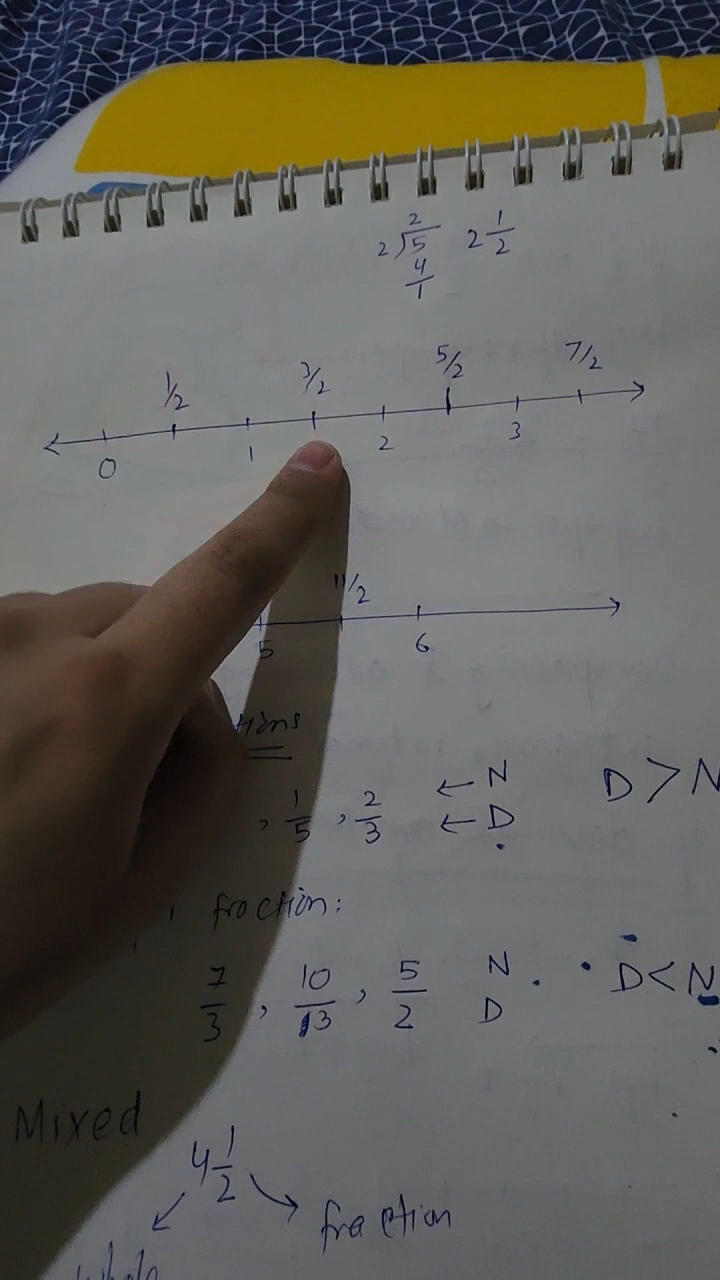 2
2)5 2 1/2
4
1
1/2 3/2 5/2 7/2
0 1 2 3
11/2
5 6
, 1/5 , 2/3 ← N D > N
← D
fraction:
7/3 , 10/13 , 5/2 N D < N
D
Mixed
4 1/2
fraction